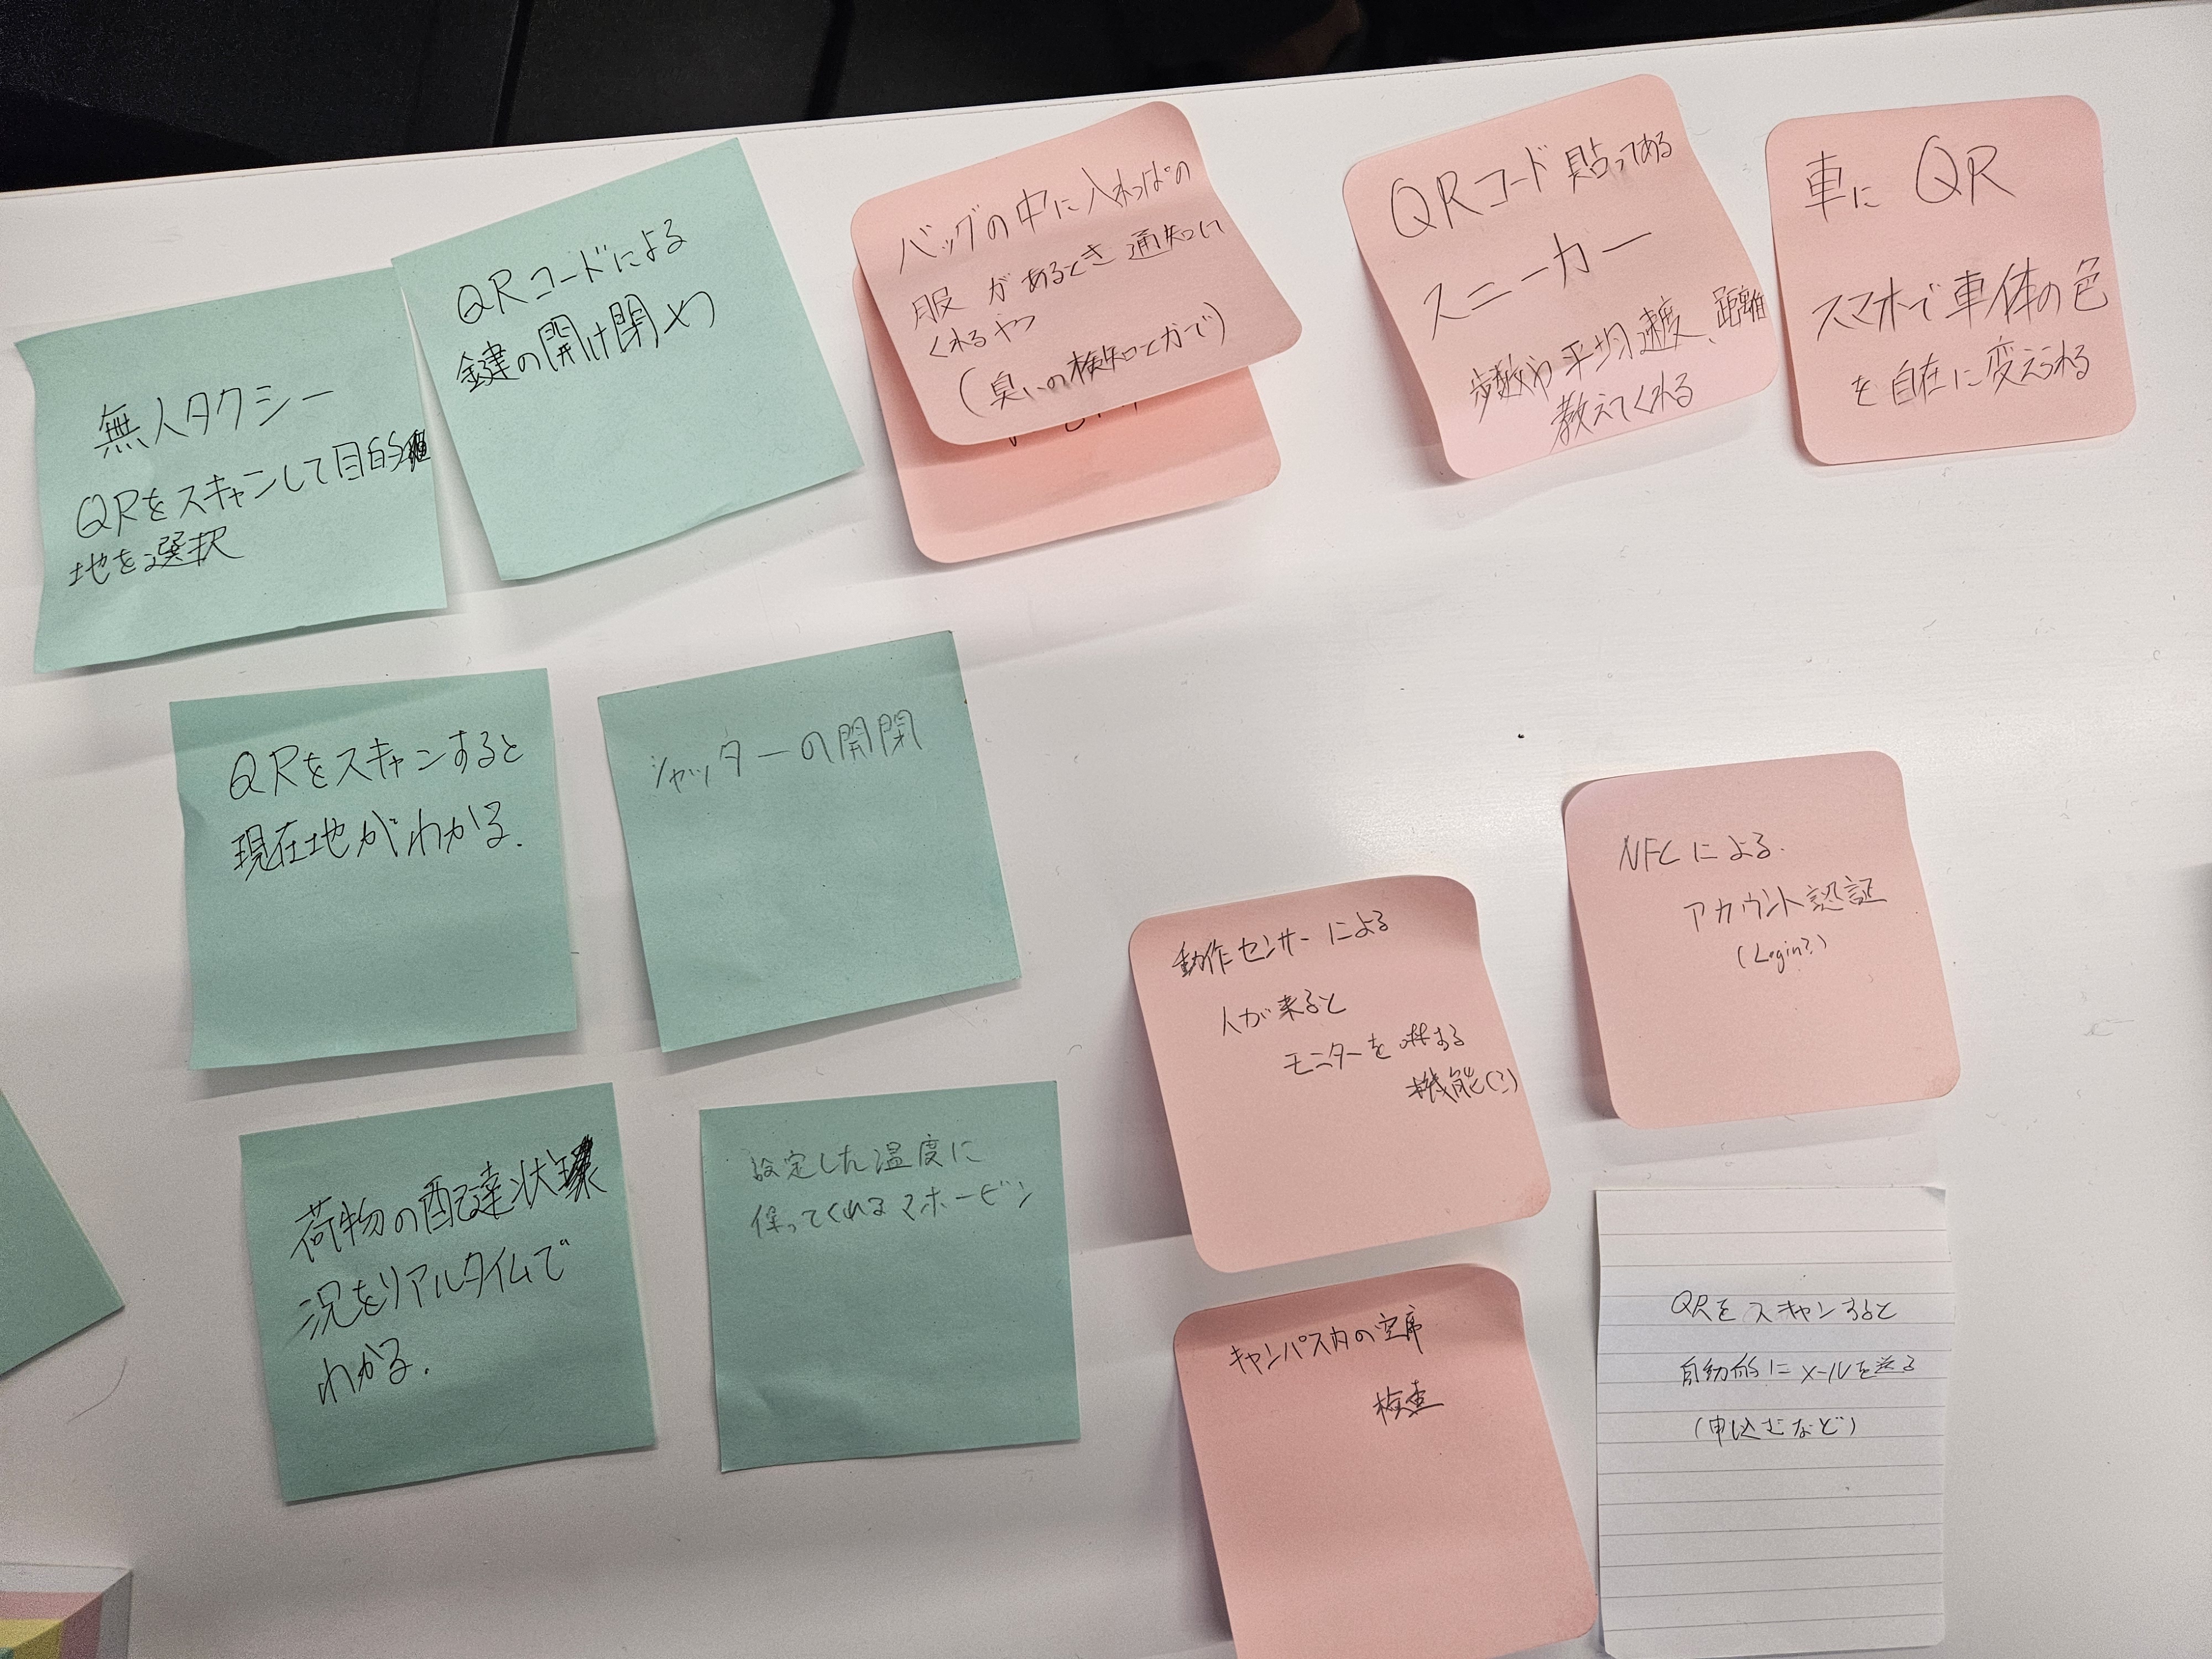 無人タクシー
QRをスキャンして目的
地を選択
QRコードによる
鍵の開け閉めつ
バッグの中に入れっぱの
服があるとき通知して
くれるやつ
(臭いの検知とかで)
QRコード貼ってある
スニーカー
歩数や平均速度、距離
教えてくれる
車にQR
スマホで車体の色
を自在に変えられる
QRをスキャンすると
現在地がわかる.
シャッターの開閉
NFCによる.
アカウント認証
(Login?)
動作センサーによる
人が来ると
モニターをoffする
機能(?)
荷物の配達状
況をリアルタイムで
わかる.
設定した温度に
保ってくれるマホービン
キャンパス内の空席
検査
QRをスキャンすると
自動的にメールを送る
(申込むなど)